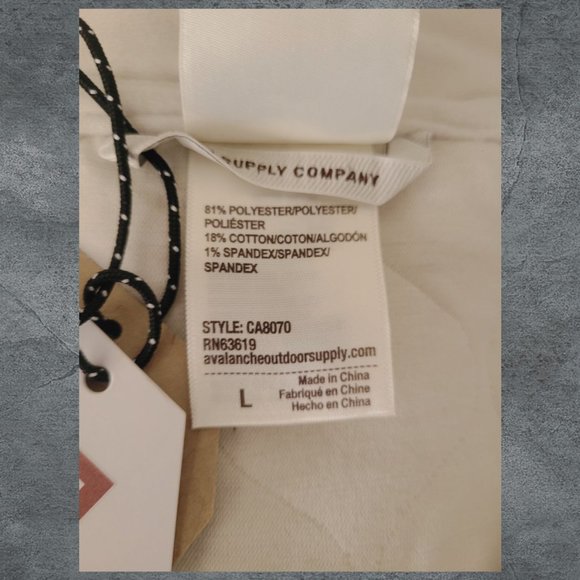 SUPPLY COMPANY
81% POLYESTER/POLYESTER/
POLIÉSTER
18% COTTON/COTON/ALGODÓN
1% SPANDEX/SPANDEX/
SPANDEX
STYLE: CA8070
RN63619
avalancheoutdoorsupply.com
L
Made in China
Fabriqué en Chine
Hecho en China